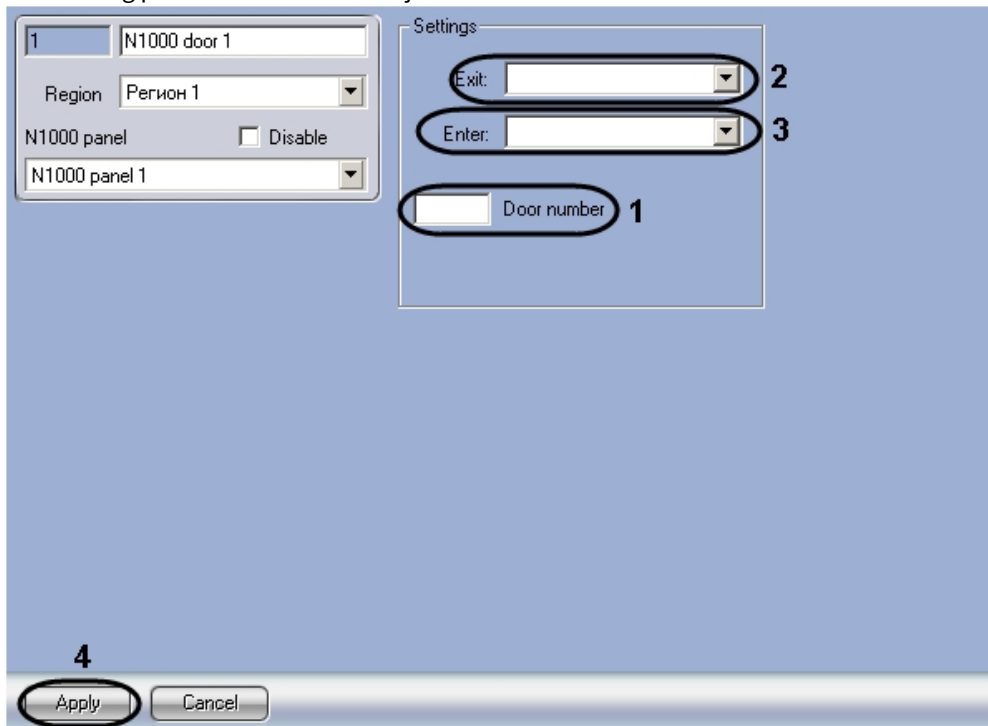 1 N1000 door 1
Region Регион 1
N1000 panel Disable
N1000 panel 1
Settings
Exit: 2
Enter: 3
Door number 1
4
Apply Cancel